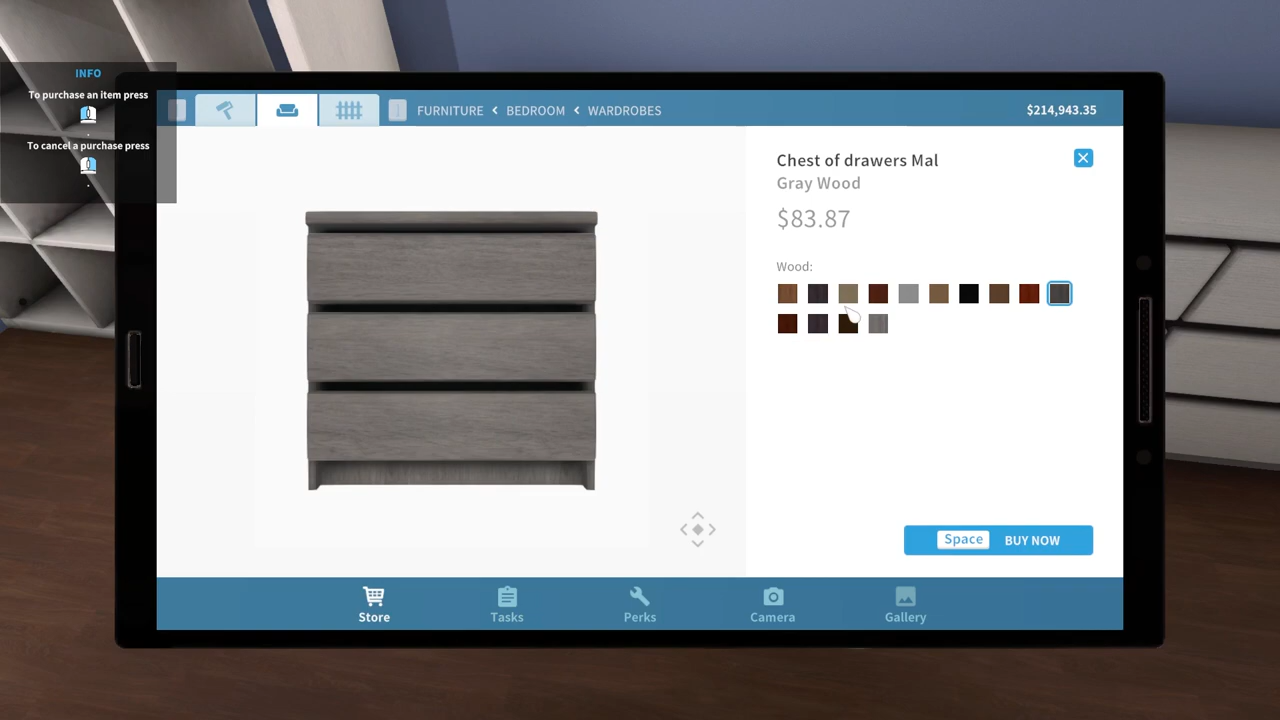 INFO
To purchase an item press
.
To cancel a purchase press
.
FURNITURE < BEDROOM < WARDROBES
$214,943.35
Chest of drawers Mal
Gray Wood
$83.87
Wood:
Space BUY NOW
Store Tasks Perks Camera Gallery